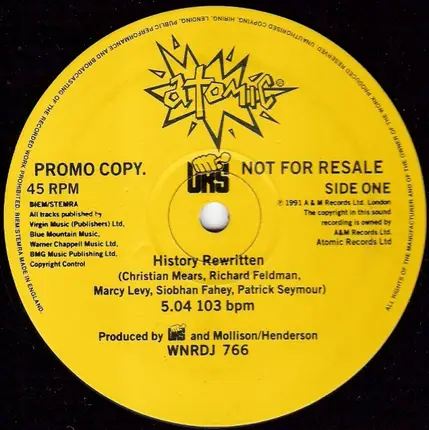 atomic
PROMO COPY.
45 RPM
BIEM/STEMRA
All tracks published by
Virgin Music (Publishers) Ltd,
Blue Mountain Music,
Warner Chappell Music Ltd,
BMG Music Publishing Ltd,
Copyright Control
UKS
NOT FOR RESALE
SIDE ONE
℗ 1991 A & M Records Ltd. London
The copyright in this sound
recording is owned by
A&M Records Ltd/
Atomic Records Ltd
History Rewritten
(Christian Mears, Richard Feldman,
Marcy Levy, Siobhan Fahey, Patrick Seymour)
5.04 103 bpm
Produced by UKS and Mollison/Henderson
WNRDJ 766
ALL RIGHTS OF THE MANUFACTURER AND OF THE OWNER OF THE WORK PRODUCED RESERVED. UNAUTHORISED COPYING, HIRING, LENDING, PUBLIC PERFORMANCE AND BROADCASTING OF THE RECORDED WORK PROHIBITED. BIEM/STEMRA MADE IN ENGLAND.